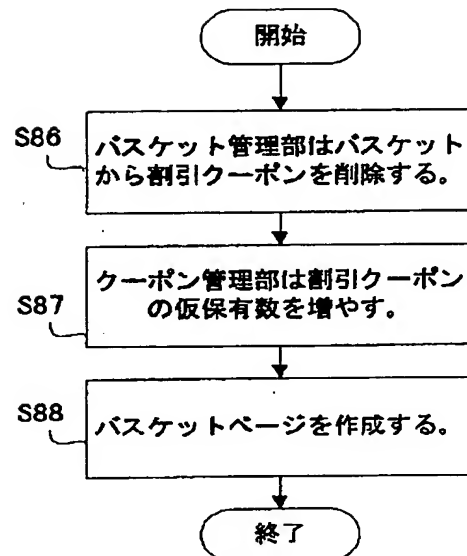 開始
S86
バスケット管理部はバスケット
から割引クーポンを削除する。
クーポン管理部は割引クーポン
の仮保有数を増やす。
S87
S88
バスケットページを作成する。
終了